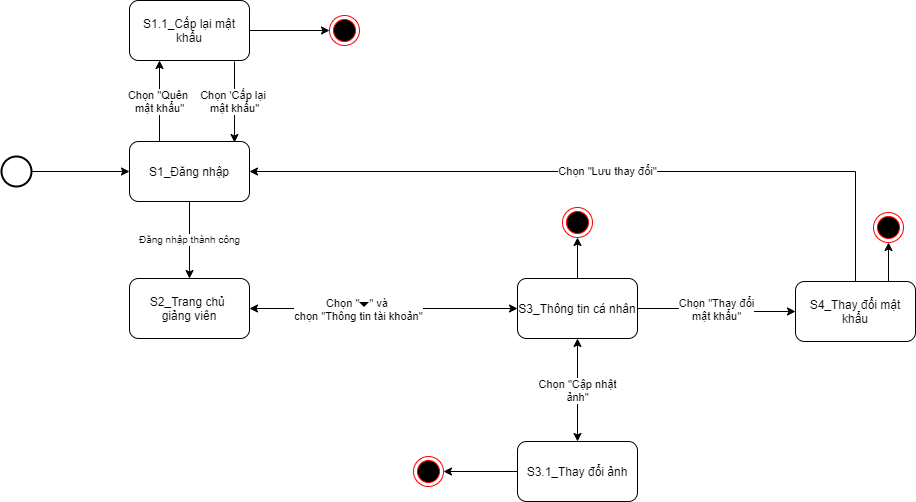 S1.1_Cấp lại mật
khẩu
Chọn "Quên
mật khẩu"
Chọn 'Cấp lại
mật khẩu"
S1_Đăng nhập
Chọn "Lưu thay đổi"
Đăng nhập thành công
S2_Trang chủ
giảng viên
Chọn "⏷" và
chọn "Thông tin tài khoản"
S3_Thông tin cá nhân
Chọn "Thay đổi
mật khẩu"
S4_Thay đổi mật
khẩu
Chọn "Cập nhật
ảnh"
S3.1_Thay đổi ảnh